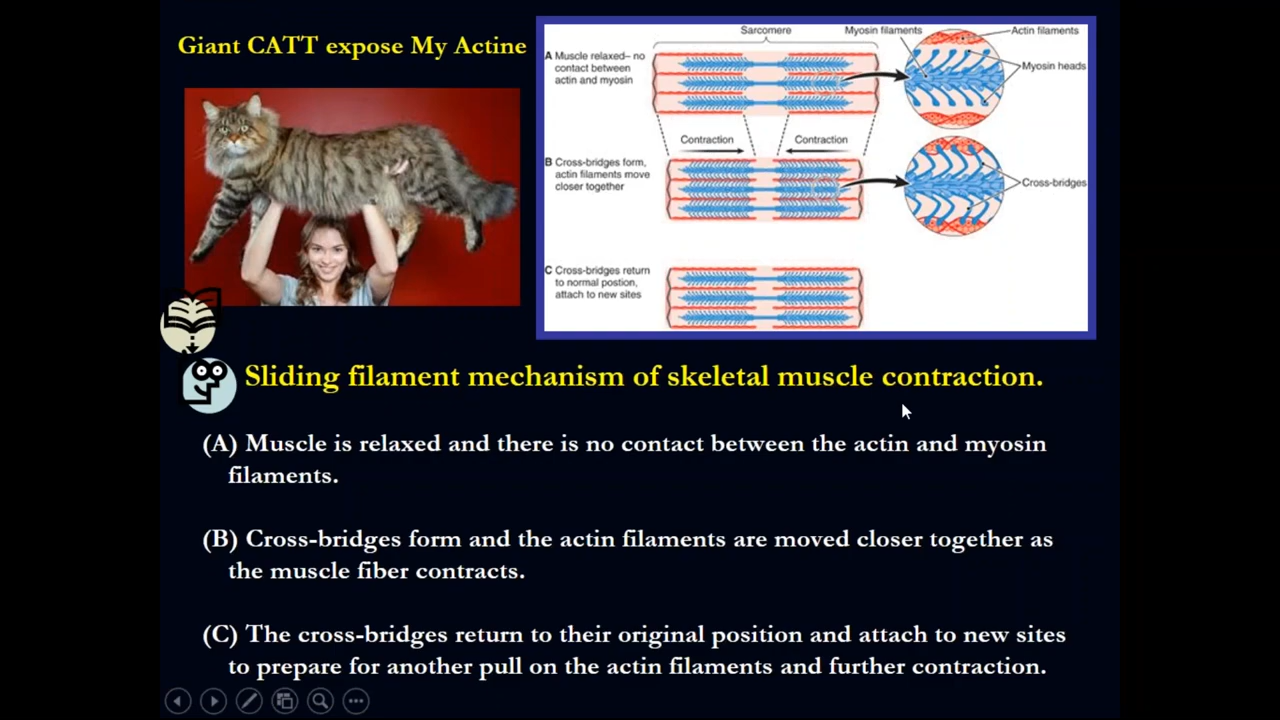 Giant CATT expose My Actine
Sarcomere
Myosin filaments
Actin filaments
A Muscle relaxed– no
contact between
actin and myosin
Myosin heads
Contraction
Contraction
B Cross-bridges form,
actin filaments move
closer together
Cross-bridges
C Cross-bridges return
to normal postion,
attach to new sites
Sliding filament mechanism of skeletal muscle contraction.
(A) Muscle is relaxed and there is no contact between the actin and myosin
filaments.
(B) Cross-bridges form and the actin filaments are moved closer together as
the muscle fiber contracts.
(C) The cross-bridges return to their original position and attach to new sites
to prepare for another pull on the actin filaments and further contraction.